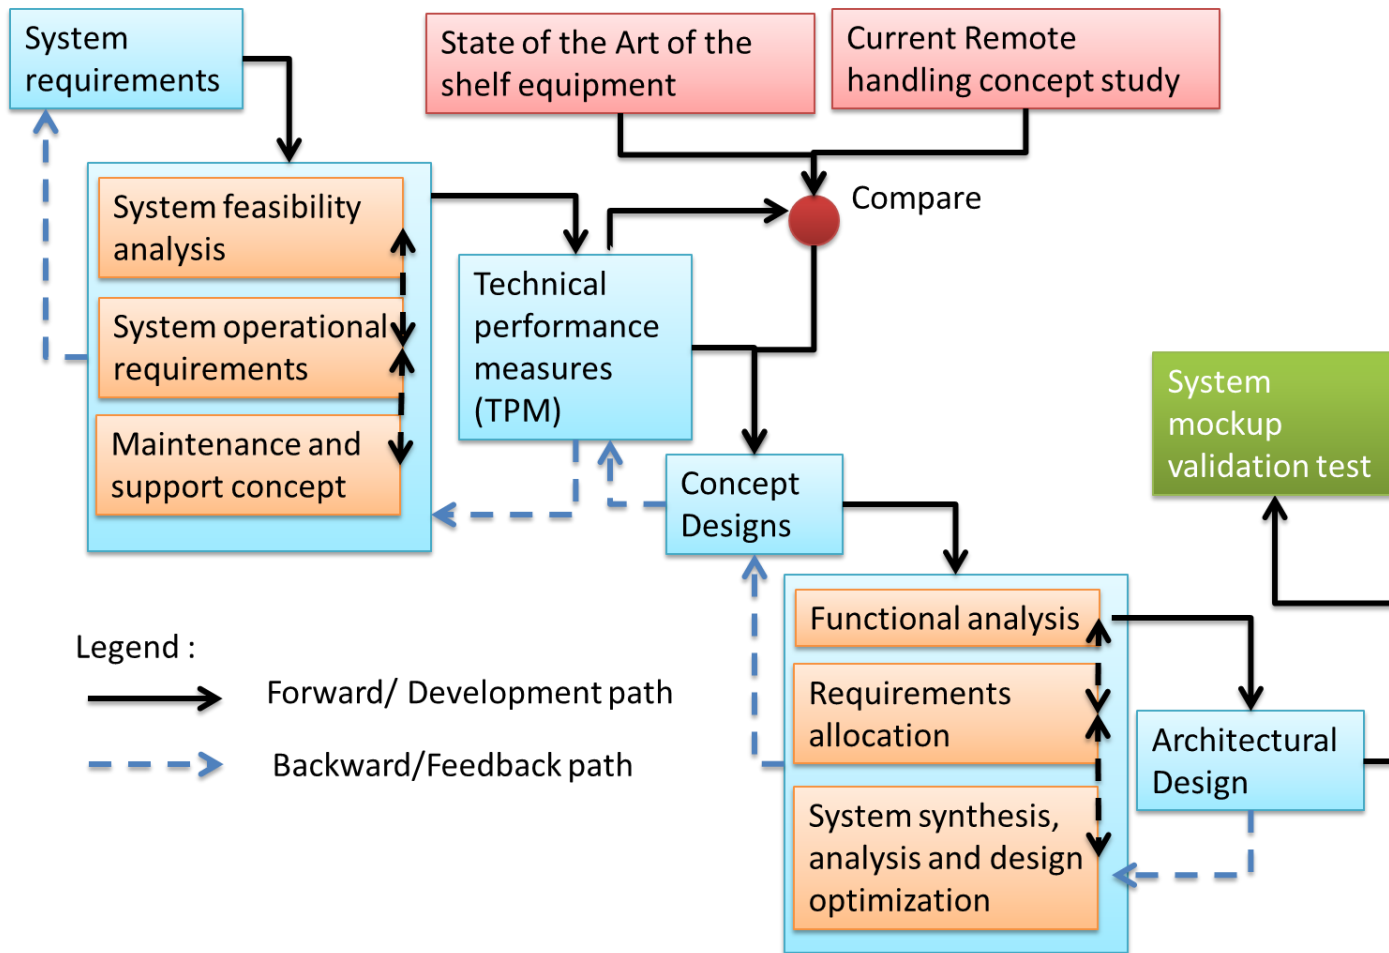 System
requirements
State of the Art of the
shelf equipment
Current Remote
handling concept study
Compare
System feasibility
analysis
System operational
requirements
Maintenance and
support concept
Technical
performance
measures
(TPM)
System
mockup
validation test
Concept
Designs
Functional analysis
Requirements
allocation
System synthesis,
analysis and design
optimization
Architectural
Design
Legend :
Forward/ Development path
Backward/Feedback path